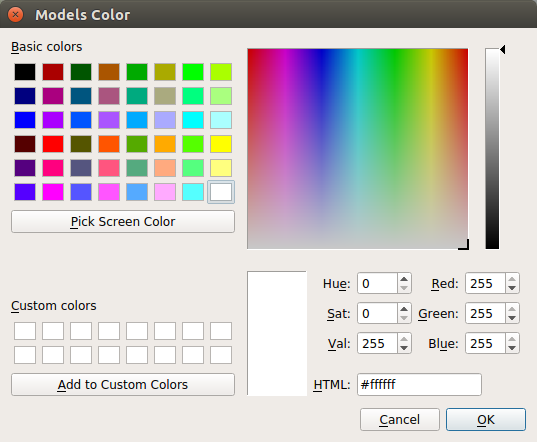 Models Color
Basic colors
Pick Screen Color
Custom colors
Add to Custom Colors
Hue: 0
Red: 255
Sat: 0
Green: 255
Val: 255
Blue: 255
HTML: #ffffff
Cancel
OK